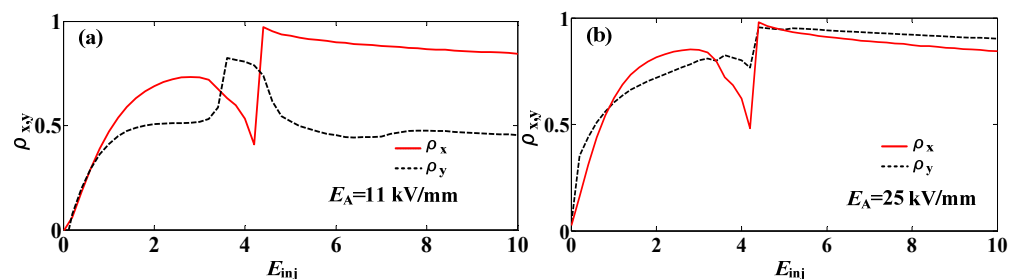 (a)
1
0.5
0
ρx,y
ρx
ρy
EA=11 kV/mm
0 2 4 6 8 10
Einj
(b)
1
0.5
0
ρx,y
ρx
ρy
EA=25 kV/mm
0 2 4 6 8 10
Einj